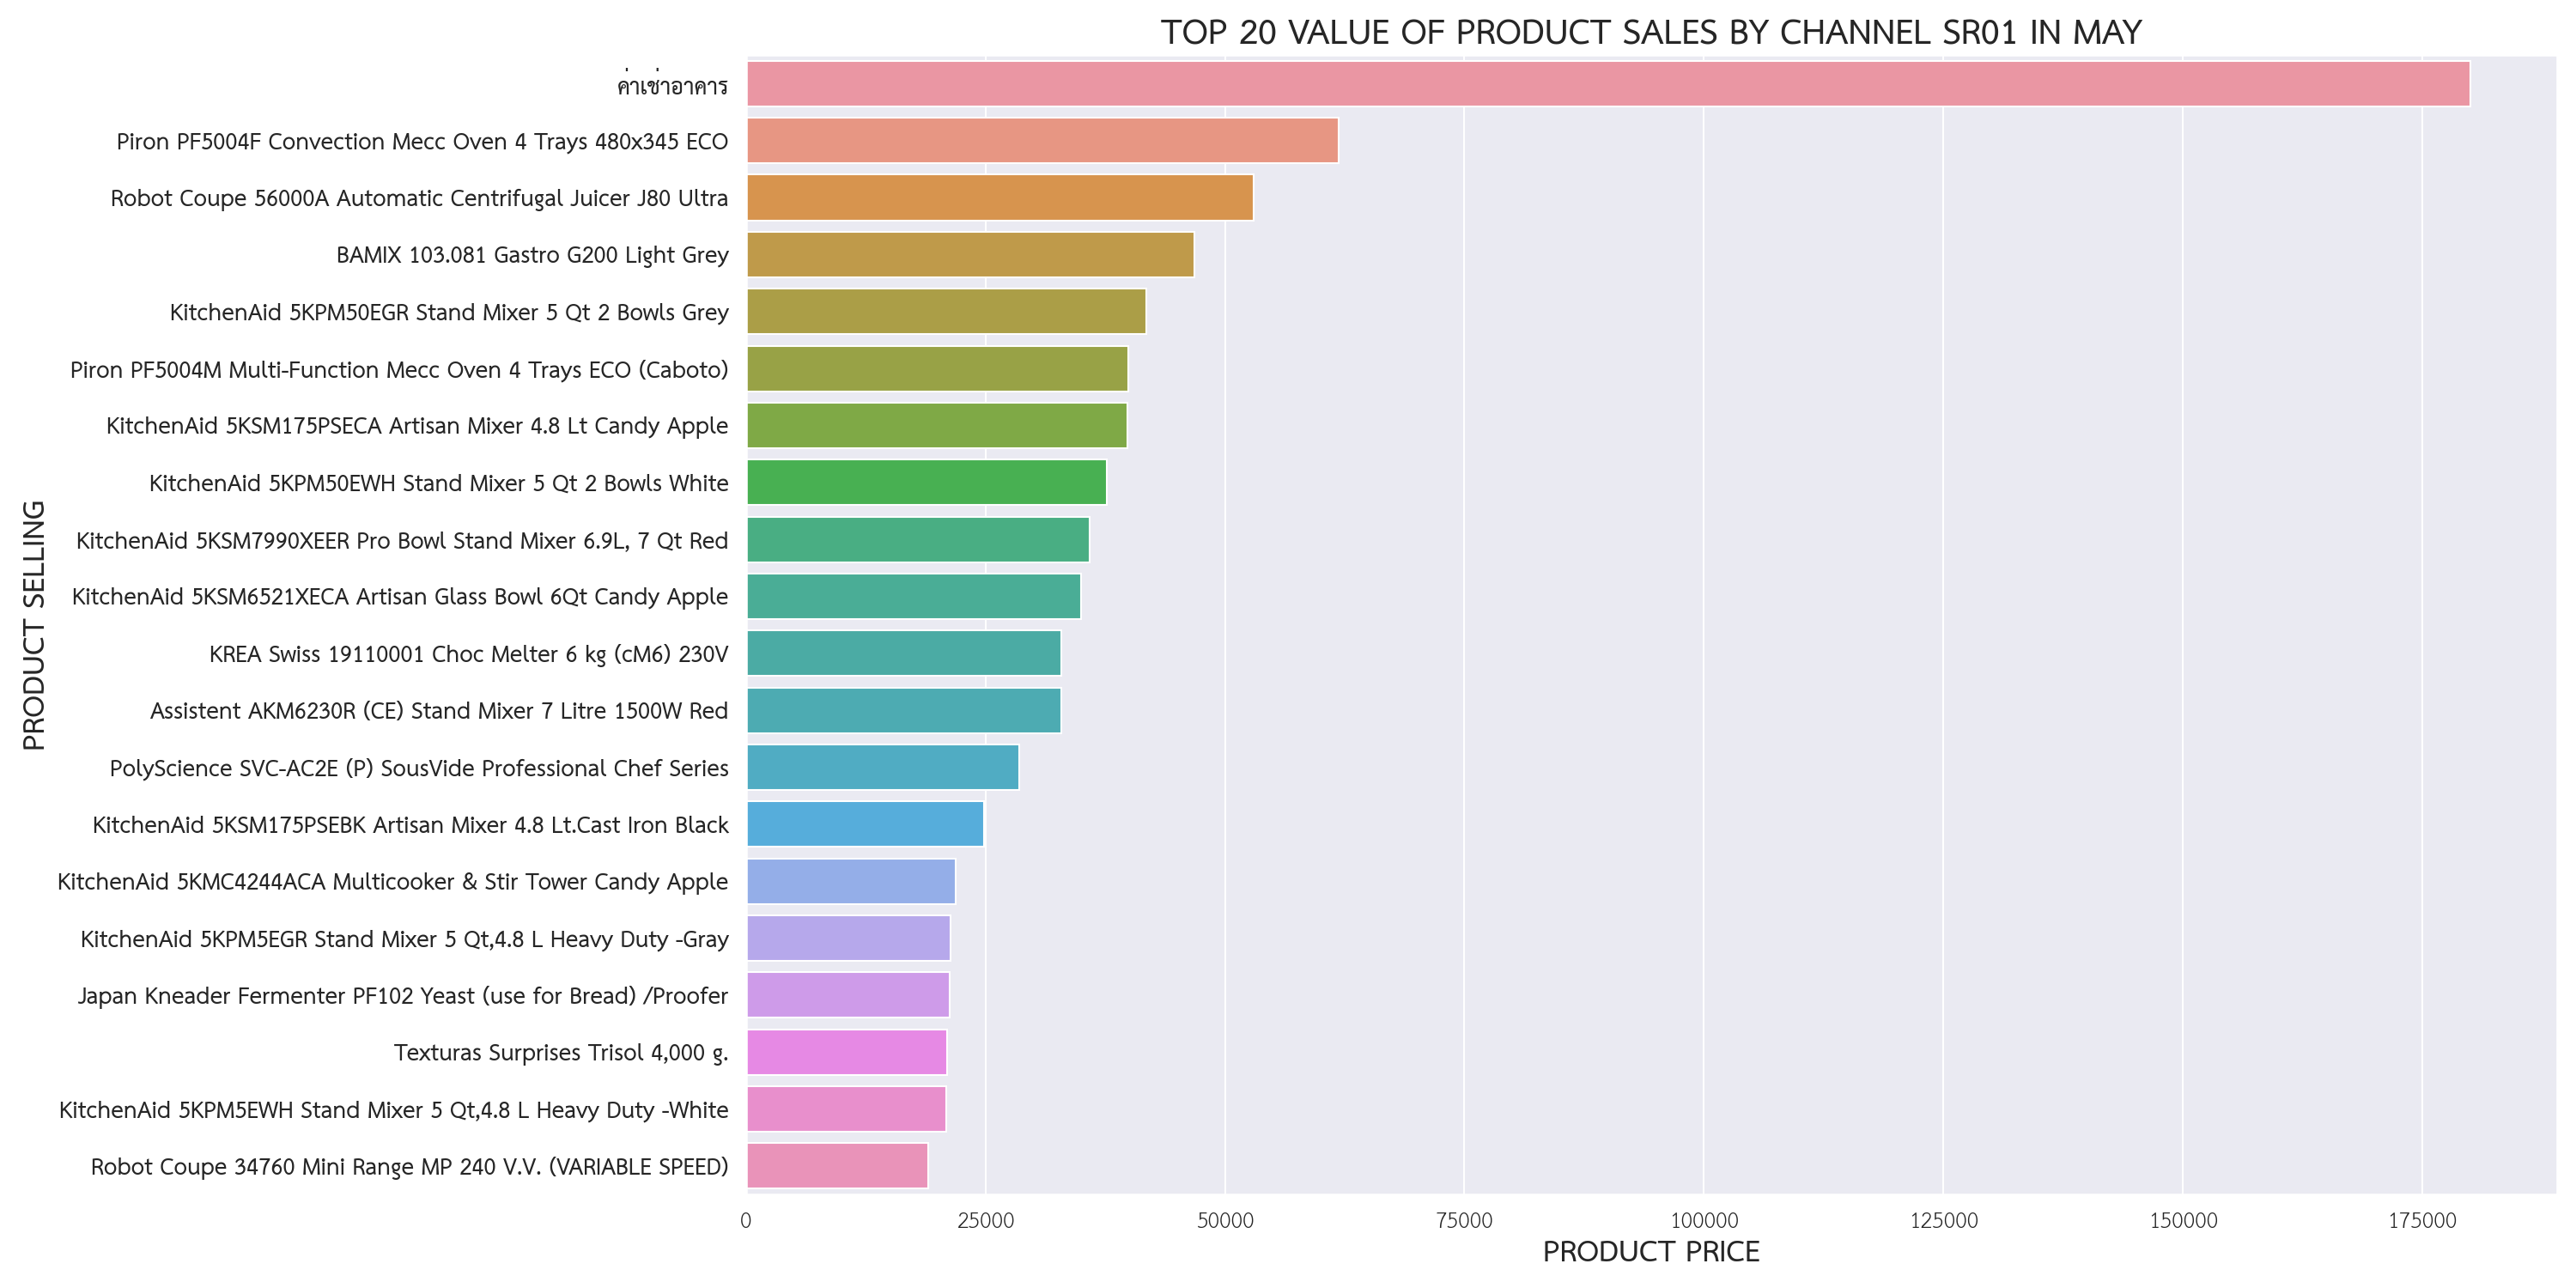 TOP 20 VALUE OF PRODUCT SALES BY CHANNEL SR01 IN MAY
ค่าเช่าอาคาร
Piron PF5004F Convection Mecc Oven 4 Trays 480x345 ECO
Robot Coupe 56000A Automatic Centrifugal Juicer J80 Ultra
BAMIX 103.081 Gastro G200 Light Grey
KitchenAid 5KPM50EGR Stand Mixer 5 Qt 2 Bowls Grey
Piron PF5004M Multi-Function Mecc Oven 4 Trays ECO (Caboto)
KitchenAid 5KSM175PSECA Artisan Mixer 4.8 Lt Candy Apple
KitchenAid 5KPM50EWH Stand Mixer 5 Qt 2 Bowls White
KitchenAid 5KSM7990XEER Pro Bowl Stand Mixer 6.9L, 7 Qt Red
KitchenAid 5KSM6521XECA Artisan Glass Bowl 6Qt Candy Apple
KREA Swiss 19110001 Choc Melter 6 kg (cM6) 230V
Assistent AKM6230R (CE) Stand Mixer 7 Litre 1500W Red
PolyScience SVC-AC2E (P) SousVide Professional Chef Series
KitchenAid 5KSM175PSEBK Artisan Mixer 4.8 Lt.Cast Iron Black
KitchenAid 5KMC4244ACA Multicooker & Stir Tower Candy Apple
KitchenAid 5KPM5EGR Stand Mixer 5 Qt,4.8 L Heavy Duty -Gray
Japan Kneader Fermenter PF102 Yeast (use for Bread) /Proofer
Texturas Surprises Trisol 4,000 g.
KitchenAid 5KPM5EWH Stand Mixer 5 Qt,4.8 L Heavy Duty -White
Robot Coupe 34760 Mini Range MP 240 V.V. (VARIABLE SPEED)
PRODUCT SELLING
0 25000 50000 75000 100000 125000 150000 175000
PRODUCT PRICE